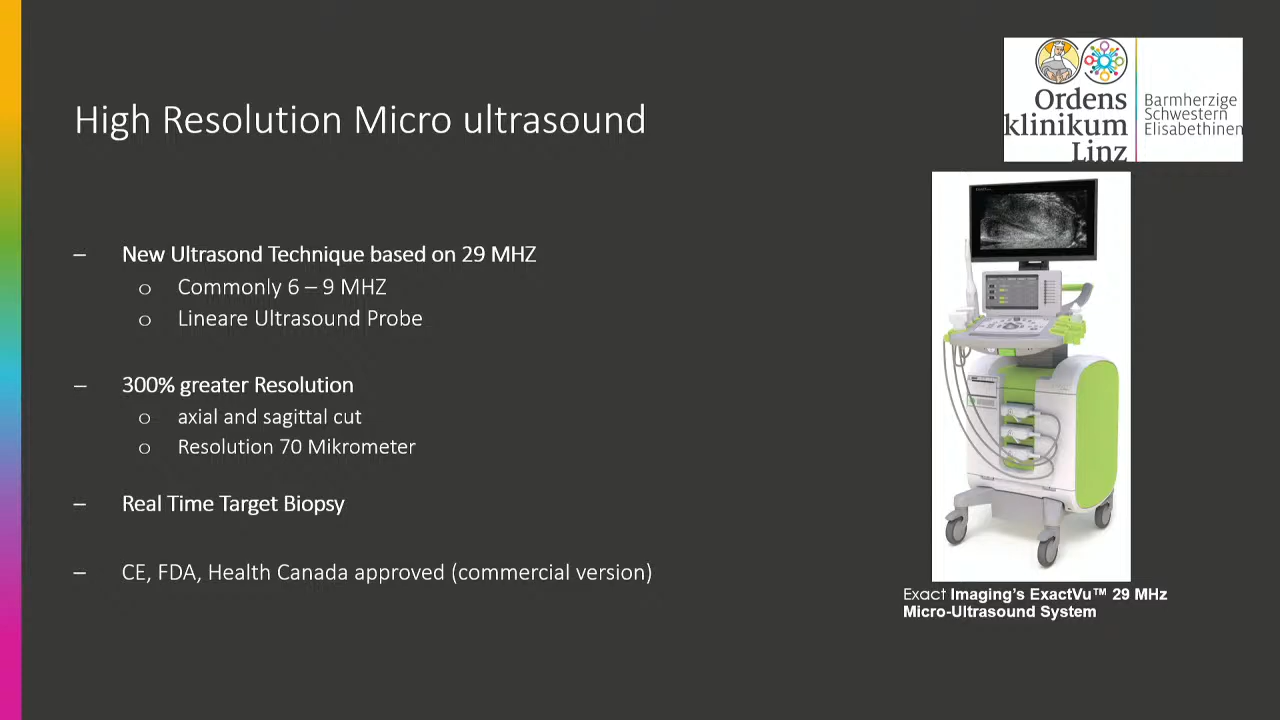 High Resolution Micro ultrasound
Ordens
klinikum
Linz
Barmherzige
Schwestern
Elisabethinen
– New Ultrasond Technique based on 29 MHZ
o Commonly 6 – 9 MHZ
o Lineare Ultrasound Probe
– 300% greater Resolution
o axial and sagittal cut
o Resolution 70 Mikrometer
– Real Time Target Biopsy
– CE, FDA, Health Canada approved (commercial version)
Exact Imaging's ExactVu™ 29 MHz
Micro-Ultrasound System